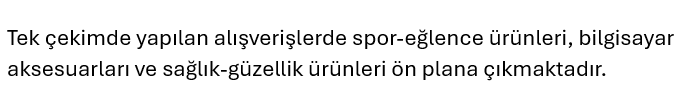 Tek çekimde yapılan alışverişlerde spor-eğlence ürünleri, bilgisayar
aksesuarları ve sağlık-güzellik ürünleri ön plana çıkmaktadır.